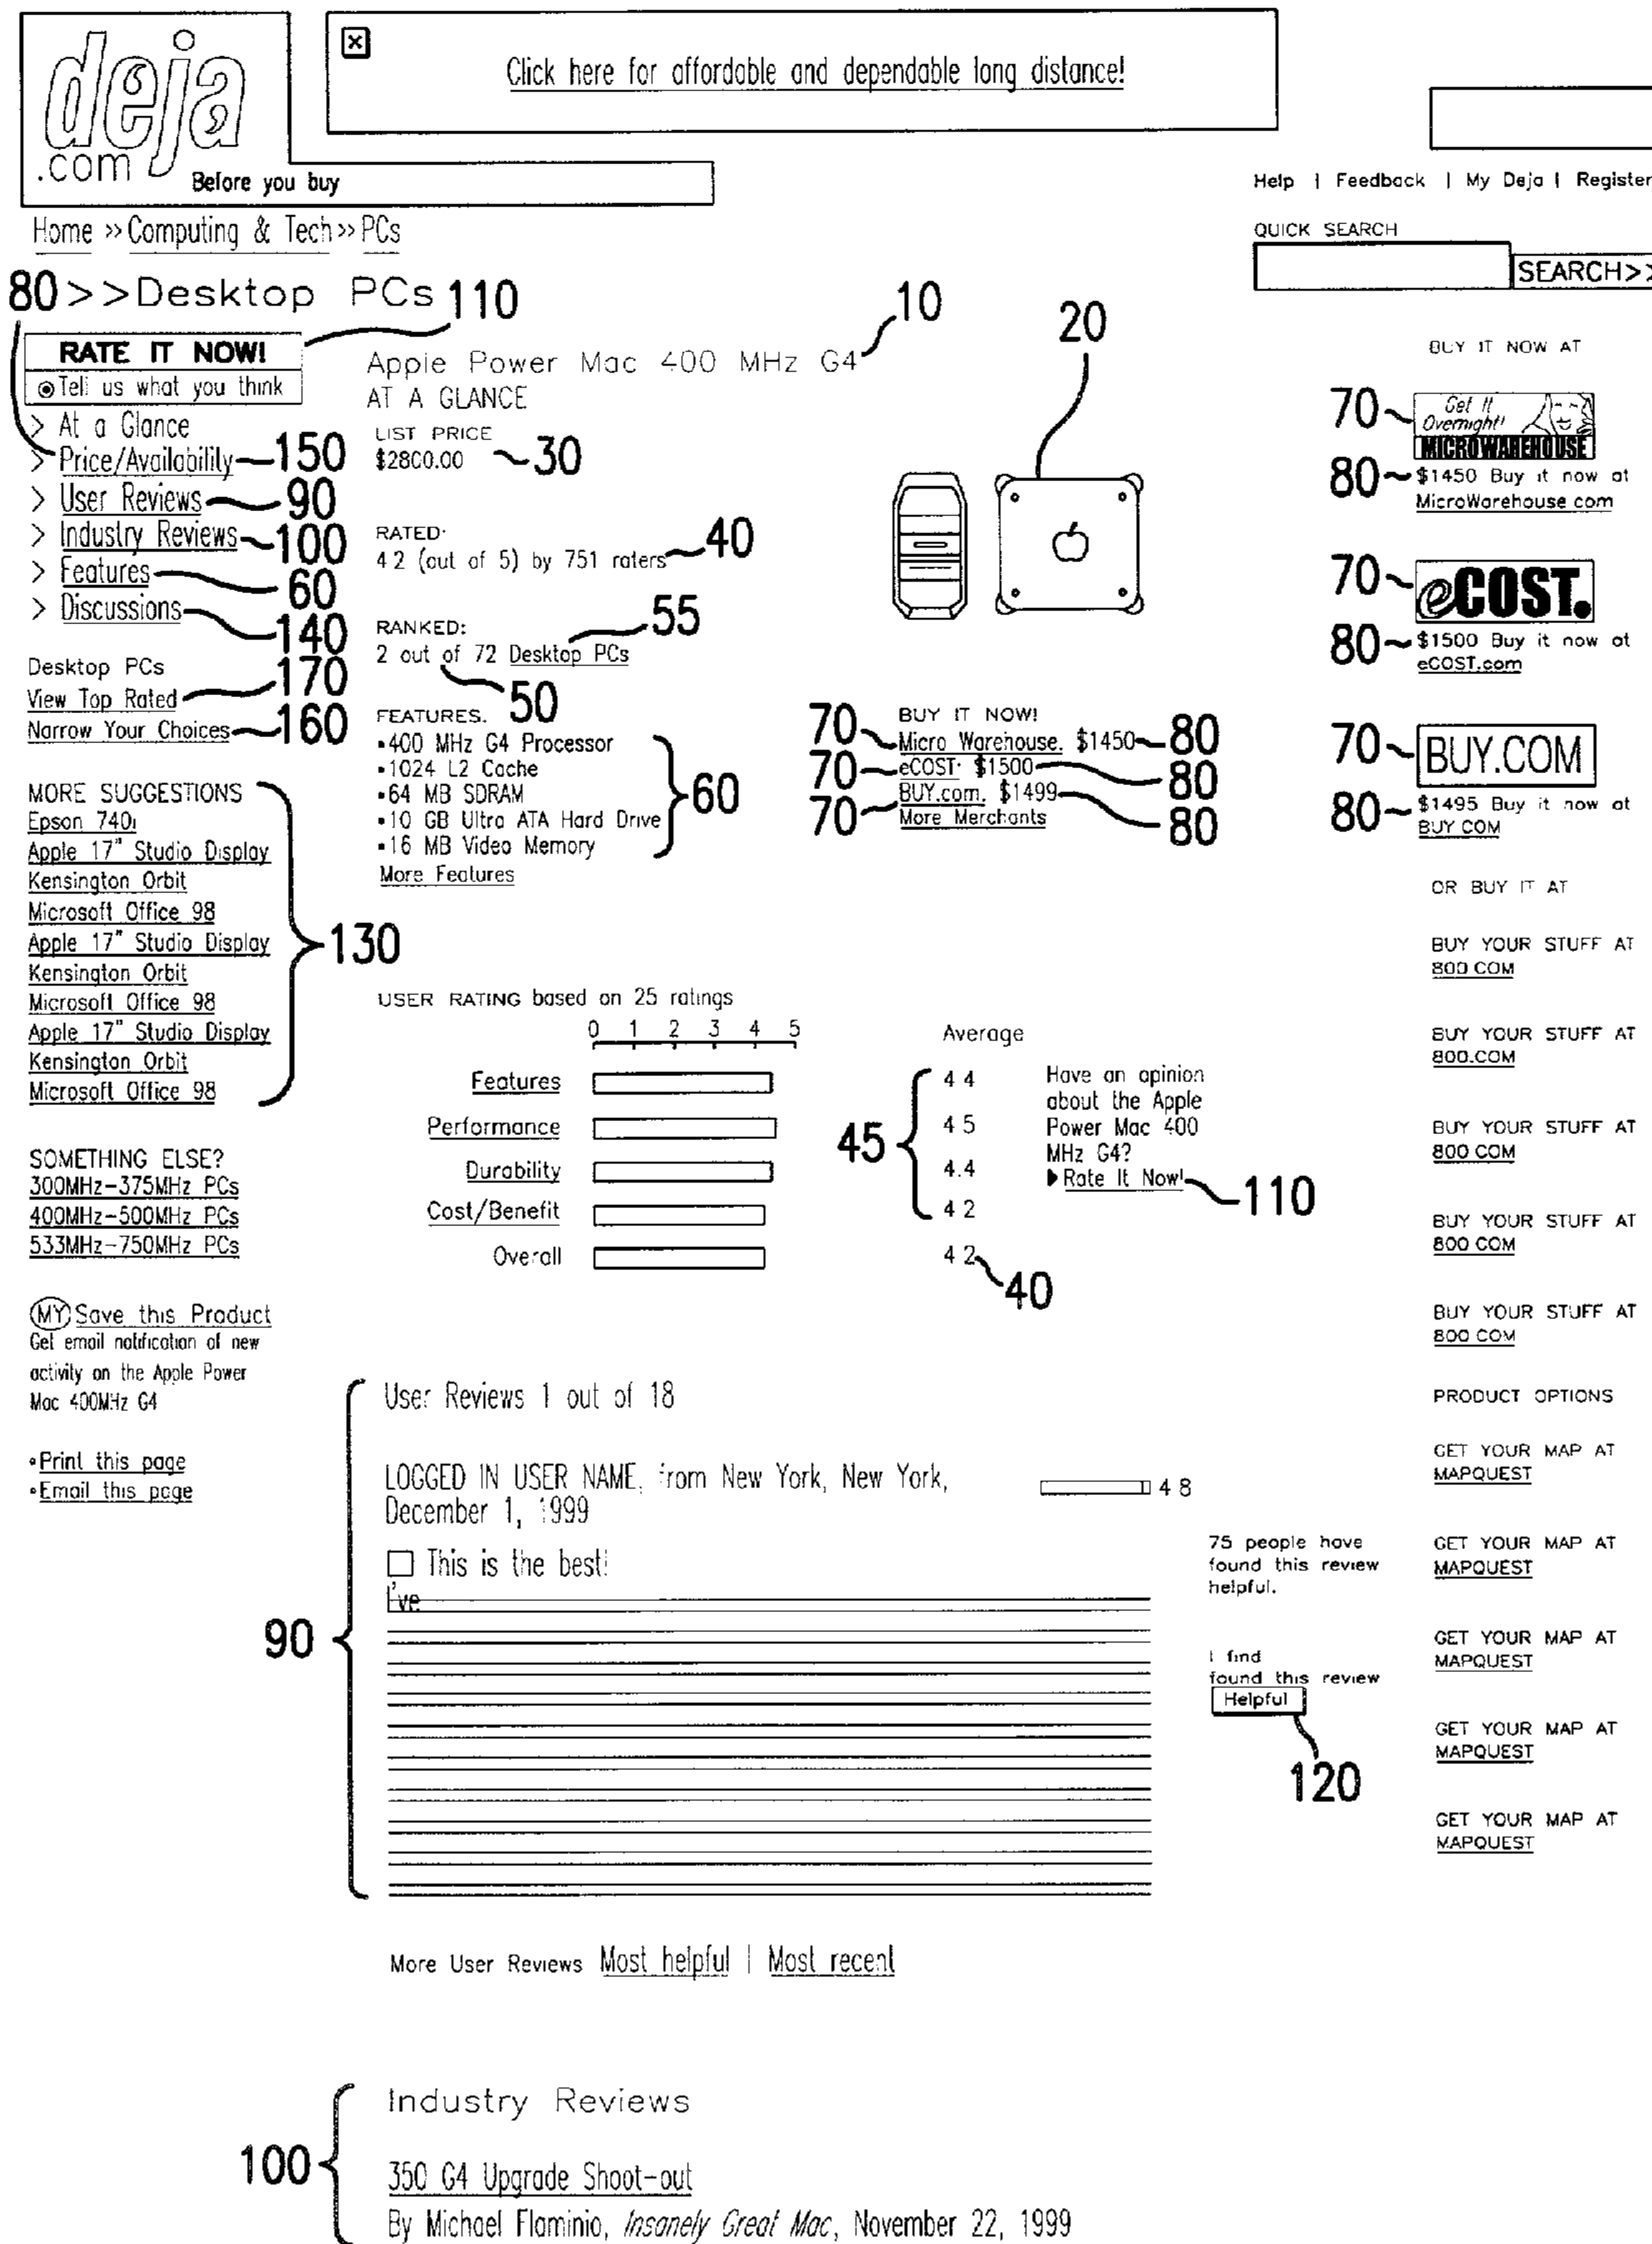 deja
.com
Before you buy
Click here for affordable and dependable long distance!
Help | Feedback | My Deja | Register
Home >> Computing & Tech >> PCs
QUICK SEARCH
SEARCH>>
80 >>Desktop PCs 110
RATE IT NOW!
Tell us what you think
> At a Glance
> Price/Availability 150
> User Reviews 90
> Industry Reviews 100
> Features 60
> Discussions 140
Desktop PCs
View Top Rated 170
Narrow Your Choices 160
MORE SUGGESTIONS
Epson 740i
Apple 17" Studio Display
Kensington Orbit
Microsoft Office 98
Apple 17" Studio Display
Kensington Orbit
Microsoft Office 98
Apple 17" Studio Display
Kensington Orbit
Microsoft Office 98
130
SOMETHING ELSE?
300MHz-375MHz PCs
400MHz-500MHz PCs
533MHz-750MHz PCs
MY Save this Product
Get email notification of new
activity on the Apple Power
Mac 400MHz G4
Print this page
Email this page
Apple Power Mac 400 MHz G4 10
AT A GLANCE
LIST PRICE
$2800.00 30
20
RATED:
4 2 (out of 5) by 751 raters 40
RANKED:
2 out of 72 Desktop PCs 55
50
FEATURES.
▪400 MHz G4 Processor
▪1024 L2 Cache
▪64 MB SDRAM
▪10 GB Ultra ATA Hard Drive
▪16 MB Video Memory
More Features
60
BUY IT NOW!
70 Micro Warehouse. $1450 80
70 eCOST: $1500 80
70 BUY.com. $1499 80
More Merchants
USER RATING based on 25 ratings
0 1 2 3 4 5
Average
Features 4 4
Performance 4 5
Durability 4.4
Cost/Benefit 4 2
45
Overall 4 2 40
Have an opinion
about the Apple
Power Mac 400
MHz G4?
Rate It Now! 110
90
User Reviews 1 out of 18
LOGGED IN USER NAME, from New York, New York,
December 1, 1999
4 8
This is the best!
I've
75 people have
found this review
helpful.
I find
found this review
Helpful
120
More User Reviews Most helpful | Most recent
100
Industry Reviews
350 G4 Upgrade Shoot-out
By Michael Flaminio, Insanely Great Mac, November 22, 1999
BUY IT NOW AT
70 Get It
Overnight!
MICROWAREHOUSE
80 $1450 Buy it now at
MicroWarehouse com
70 eCOST.
80 $1500 Buy it now at
eCOST.com
70 BUY.COM
80 $1495 Buy it now at
BUY COM
OR BUY IT AT
BUY YOUR STUFF AT
800 COM
BUY YOUR STUFF AT
800.COM
BUY YOUR STUFF AT
800 COM
BUY YOUR STUFF AT
800 COM
BUY YOUR STUFF AT
800 COM
PRODUCT OPTIONS
GET YOUR MAP AT
MAPQUEST
GET YOUR MAP AT
MAPQUEST
GET YOUR MAP AT
MAPQUEST
GET YOUR MAP AT
MAPQUEST
GET YOUR MAP AT
MAPQUEST